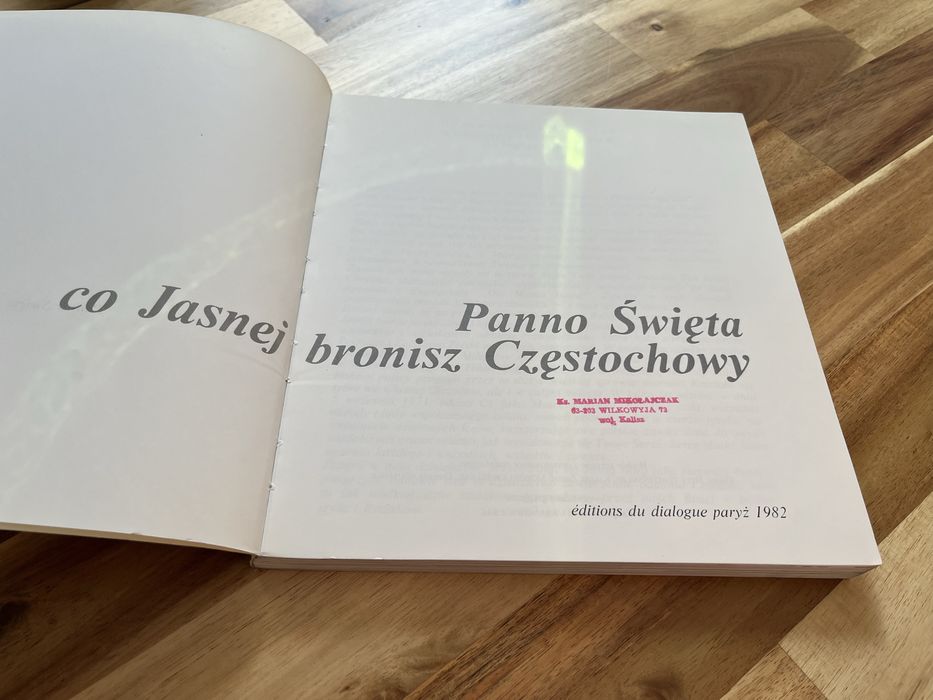 Panno Święta
co Jasnej bronisz Częstochowy
Ks. MARIAN MIKOŁAJCZAK
63-203 WILKOWYJA 73
woj. Kalisz
éditions du dialogue paryż 1982